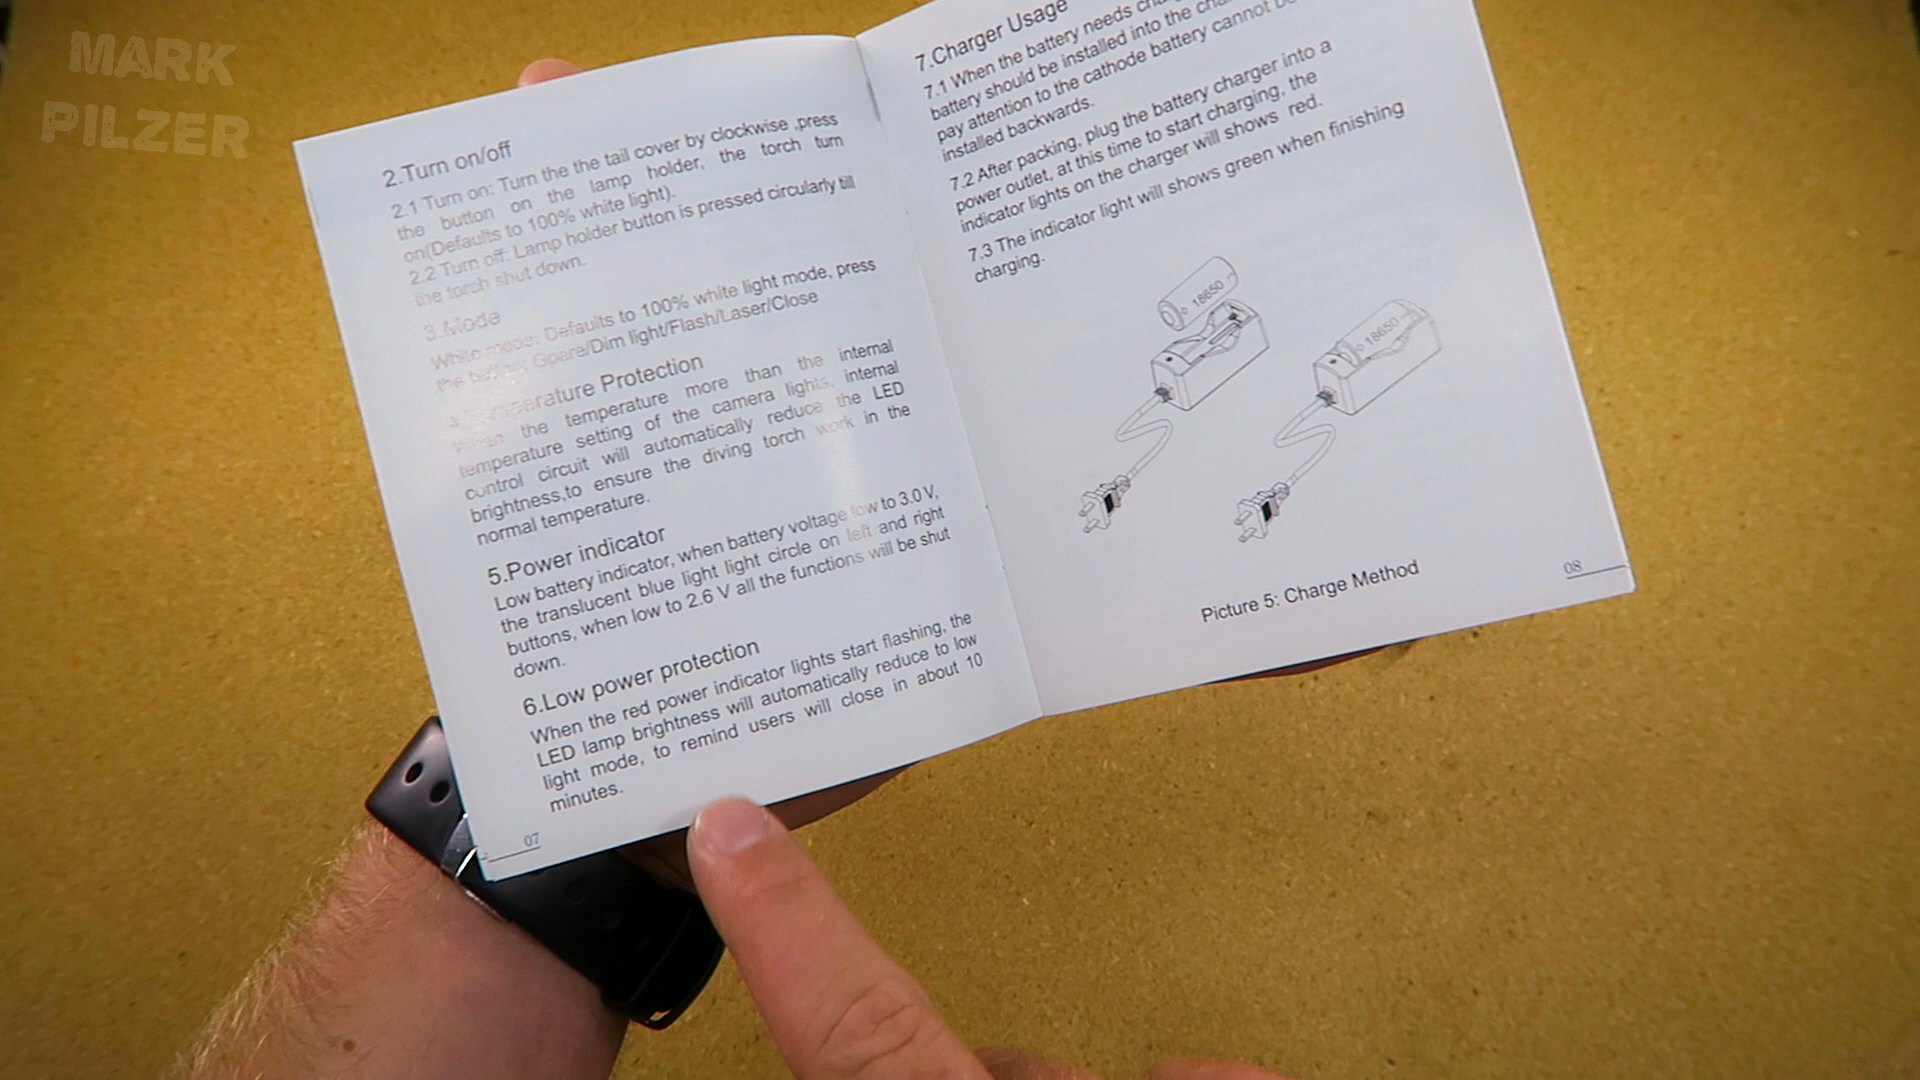 MARK
PILZER
2.Turn on/off
2.1 Turn on: Turn the the tail cover by clockwise ,press
the button on the lamp holder, the torch turn
on(Defaults to 100% white light).
2.2 Turn off: Lamp holder button is pressed circularly till
the torch shut down.
3.Mode
White mode: Defaults to 100% white light mode, press
the button: Gpare/Dim light/Flash/Laser/Close
4.Temperature Protection
When the temperature more than the internal
temperature setting of the camera lights, internal
control circuit will automatically reduce the LED
brightness,to ensure the diving torch work in the
normal temperature.
5.Power indicator
Low battery indicator, when battery voltage low to 3.0 V,
the translucent blue light light circle on left and right
buttons, when low to 2.6 V all the functions will be shut
down.
6.Low power protection
When the red power indicator lights start flashing, the
LED lamp brightness will automatically reduce to low
light mode, to remind users will close in about 10
minutes.
07
7.Charger Usage
7.1 When the battery needs
battery should be installed into the
pay attention to the cathode battery cannot
installed backwards.
7.2 After packing, plug the battery charger into a
power outlet, at this time to start charging, the
indicator lights on the charger will shows red.
7.3 The indicator light will shows green when finishing
charging.
18650
18650
Picture 5: Charge Method
08